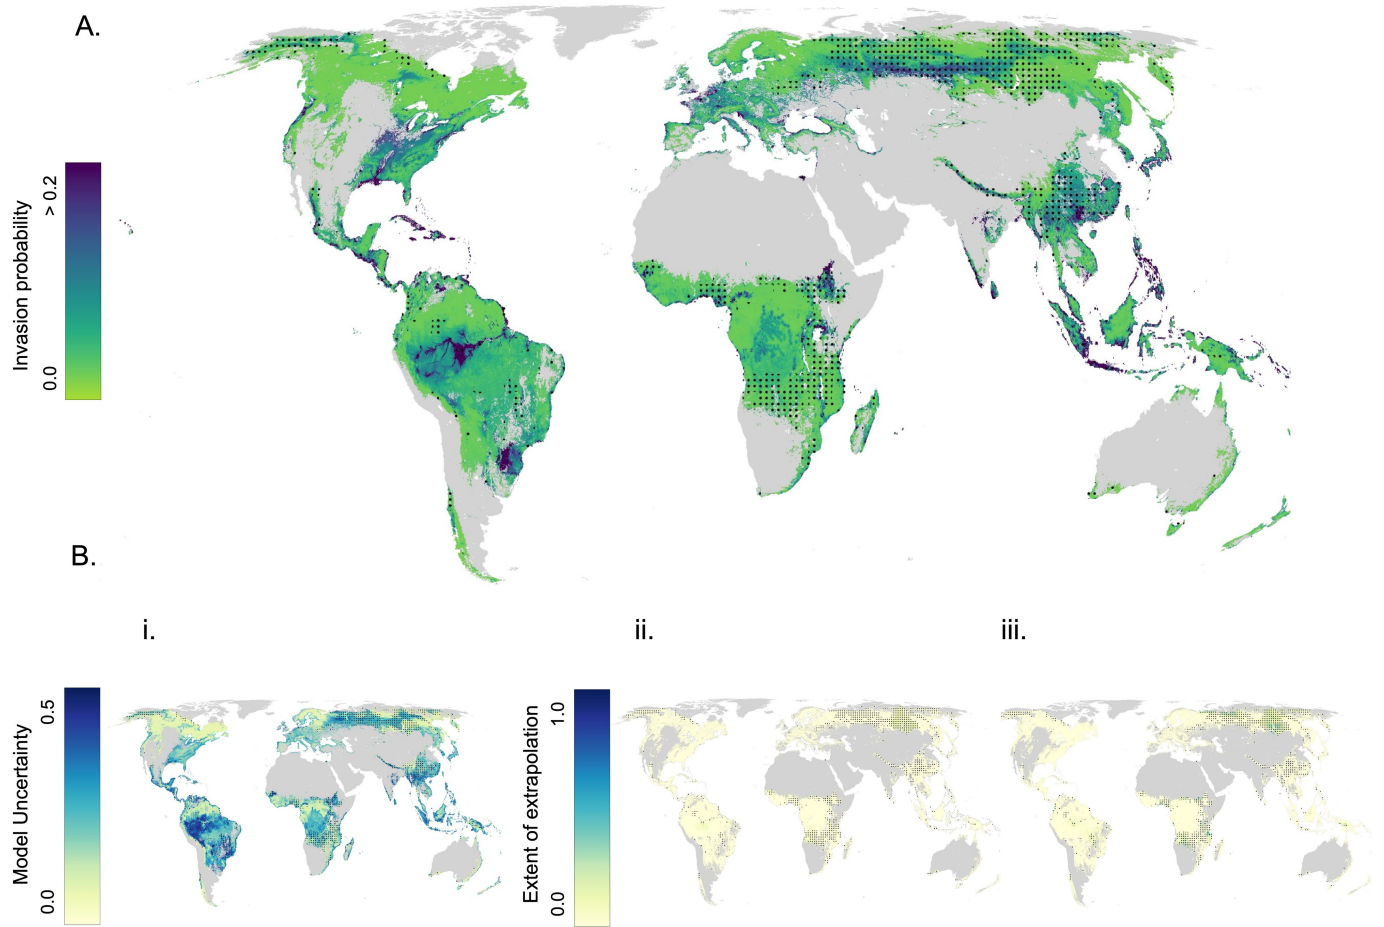 A.
Invasion probability
> 0.2
0.0
B.
i.
ii.
iii.
Model Uncertainty
0.5
0.0
Extent of extrapolation
1.0
0.0